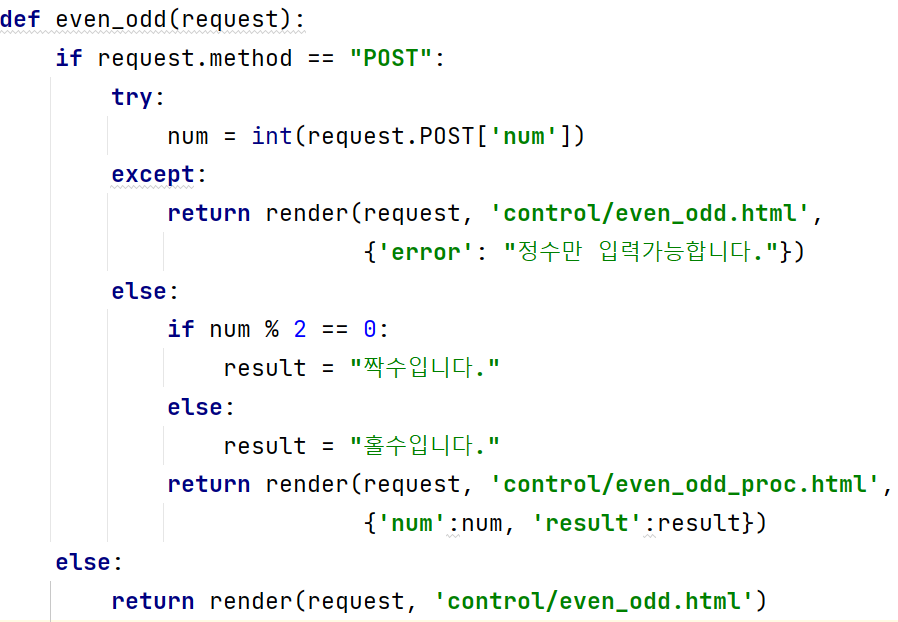 def even_odd(request):
    if request.method == "POST":
        try:
            num = int(request.POST['num'])
        except:
            return render(request, 'control/even_odd.html',
                          {'error': "정수만 입력가능합니다."})
        else:
            if num % 2 == 0:
                result = "짝수입니다."
            else:
                result = "홀수입니다."
            return render(request, 'control/even_odd_proc.html',
                          {'num':num, 'result':result})
    else:
        return render(request, 'control/even_odd.html')